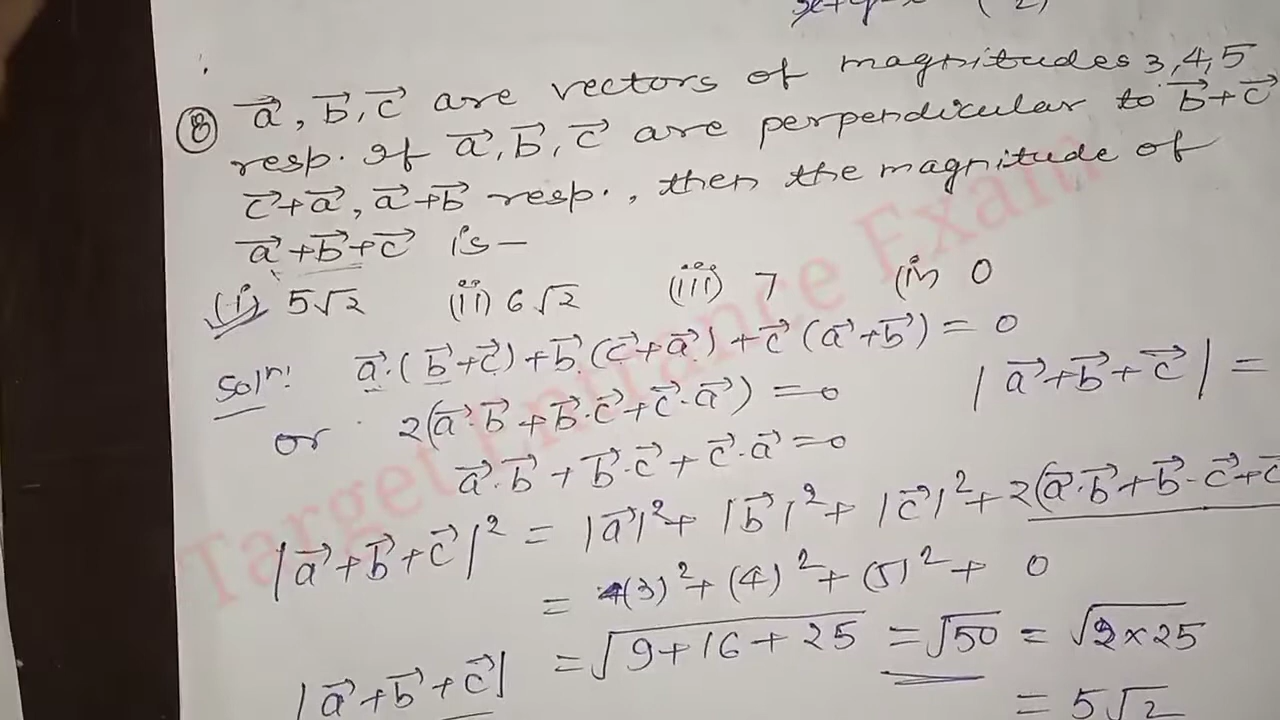 ⑧ a⃗, b⃗, c⃗ are vectors of magnitudes 3,4,5
resp. If a⃗, b⃗, c⃗ are perpendicular to b⃗+c⃗
c⃗+a⃗, a⃗+b⃗ resp., then the magnitude of
a⃗+b⃗+c⃗ is—
(i) 5√2 (ii) 6√2 (iii) 7 (iv) 0
Soln: a⃗·(b⃗+c⃗)+b⃗·(c⃗+a⃗)+c⃗(a⃗+b⃗)=0
or 2(a⃗·b⃗+b⃗·c⃗+c⃗·a⃗)=0 |a⃗+b⃗+c⃗|=
a⃗·b⃗+b⃗·c⃗+c⃗·a⃗=0
|a⃗+b⃗+c⃗|² = |a⃗|²+|b⃗|²+|c⃗|²+2(a⃗·b⃗+b⃗·c⃗+c⃗
= (3)²+(4)²+(5)²+ 0
|a⃗+b⃗+c⃗| =√9+16+25 =√50 = √2×25
= 5√2
Target Entrance Exam